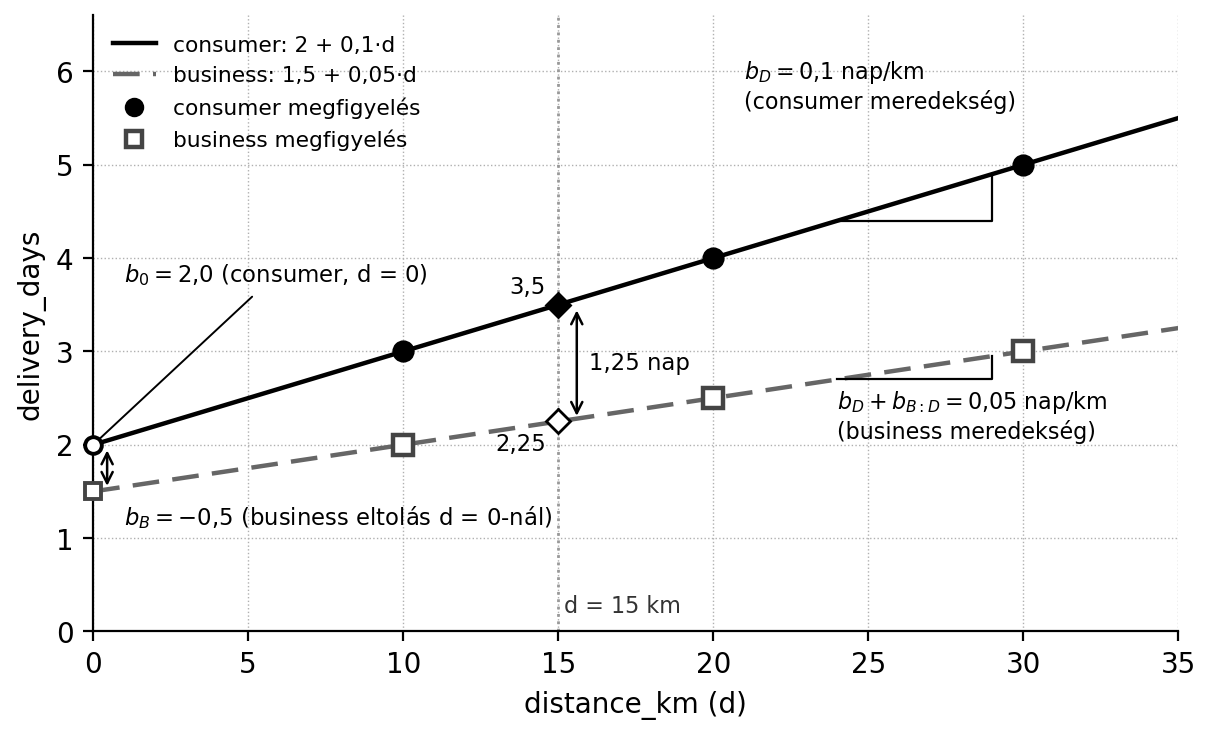 consumer: 2 + 0,1·d
business: 1,5 + 0,05·d
consumer megfigyelés
business megfigyelés
b_D = 0,1 nap/km
(consumer meredekség)
b_0 = 2,0 (consumer, d = 0)
3,5
1,25 nap
2,25
b_D + b_{B:D} = 0,05 nap/km
(business meredekség)
b_B = −0,5 (business eltolás d = 0-nál)
d = 15 km
delivery_days
6
5
4
3
2
1
0
0 5 10 15 20 25 30 35
distance_km (d)